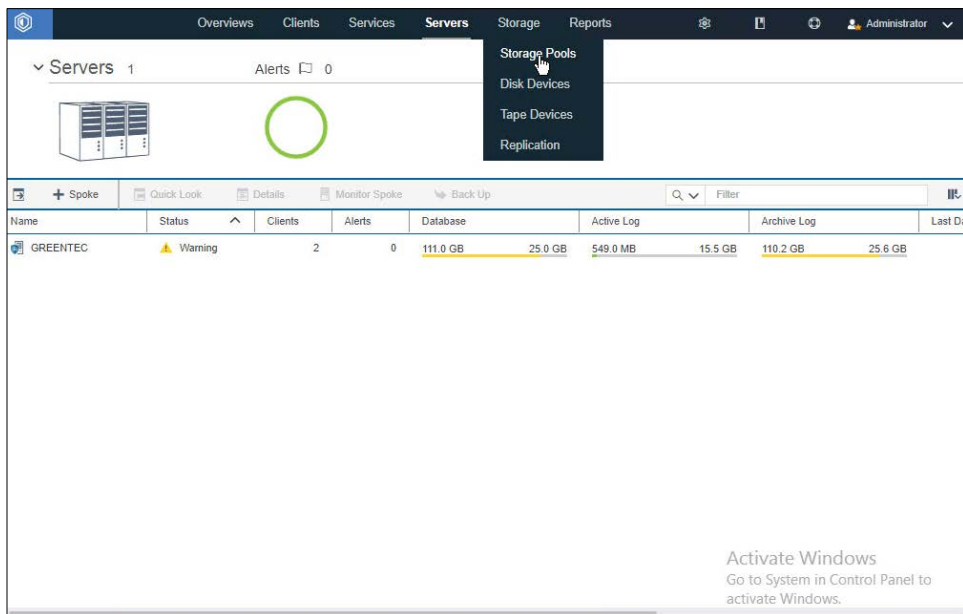 Overviews Clients Services Servers Storage Reports Administrator
Servers 1 Alerts 0
Storage Pools
Disk Devices
Tape Devices
Replication
+ Spoke Quick Look Details Monitor Spoke Back Up Filter
Name Status Clients Alerts Database Active Log Archive Log Last Da
GREENTEC Warning 2 0 111.0 GB 25.0 GB 549.0 MB 15.5 GB 110.2 GB 25.6 GB
Activate Windows
Go to System in Control Panel to
activate Windows.